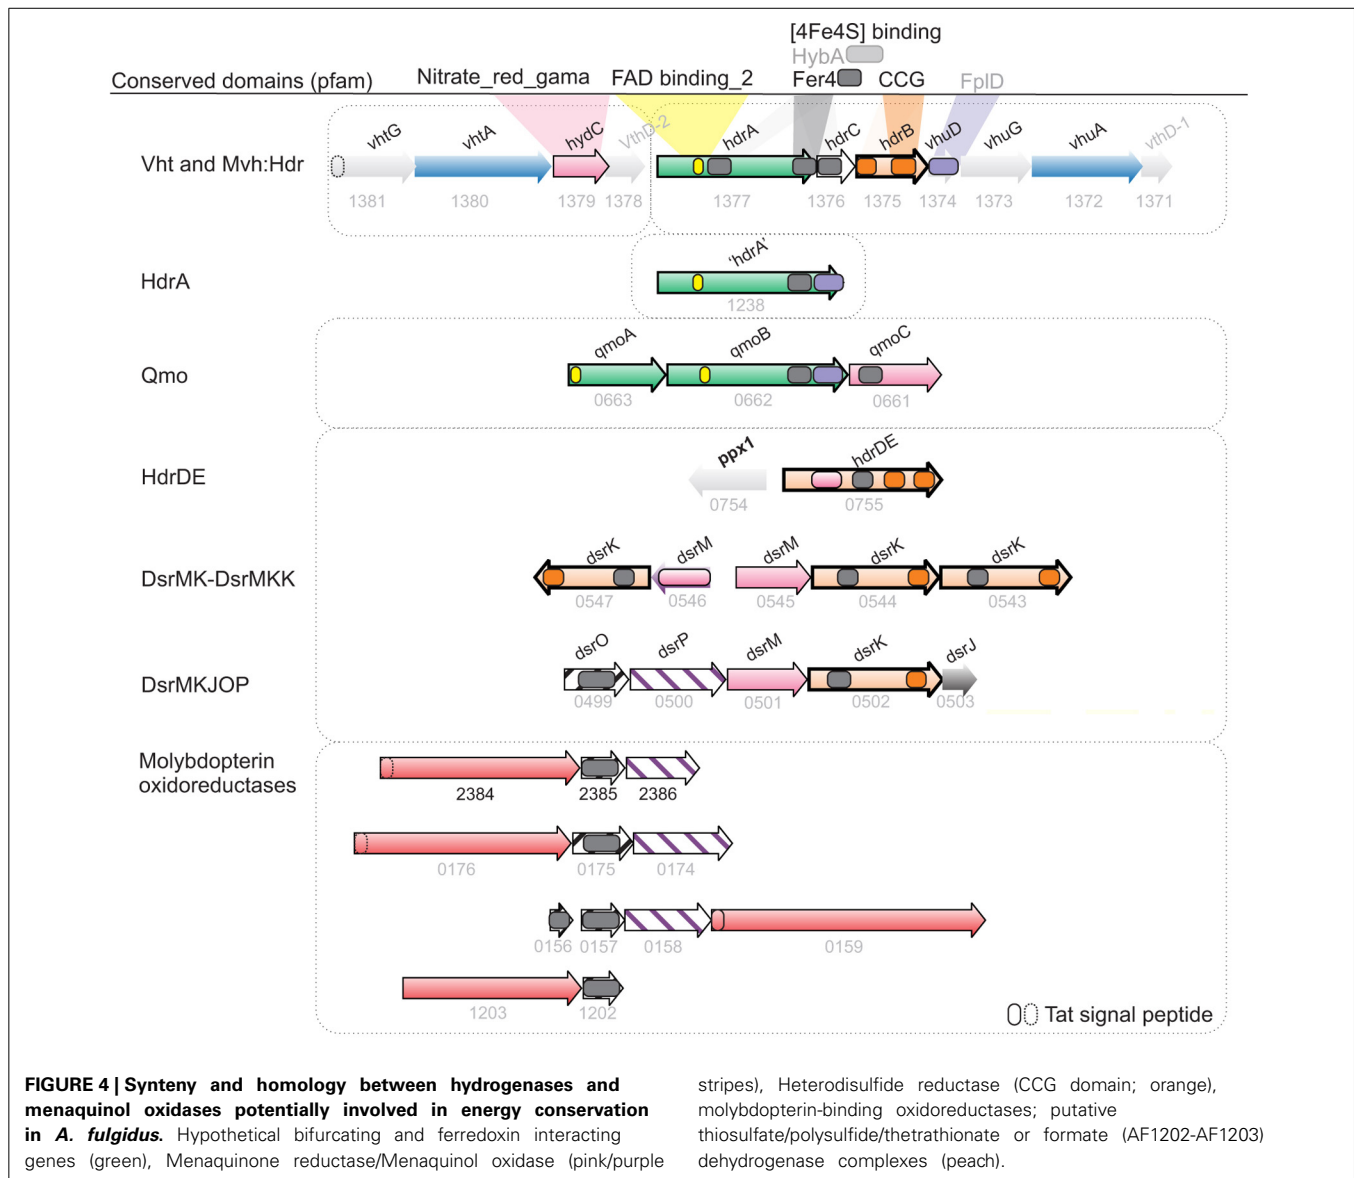 [4Fe4S] binding
HybA
Conserved domains (pfam) Nitrate_red_gama FAD binding_2 Fer4 CCG FpID
vhtG vhtA hydC VthD-2 hdrA hdrC hdrB vhuD vhuG vhuA vthD-1
Vht and Mvh:Hdr
1381 1380 1379 1378 1377 1376 1375 1374 1373 1372 1371
'hdrA'
HdrA
1238
qmoA qmoB qmoC
Qmo
0663 0662 0661
ppx1 hdrDE
HdrDE
0754 0755
dsrK dsrM dsrM dsrK dsrK
DsrMK-DsrMKK
0547 0546 0545 0544 0543
dsrO dsrP dsrM dsrK dsrJ
DsrMKJOP
0499 0500 0501 0502 0503
Molybdopterin
oxidoreductases
2384 2385 2386
0176 0175 0174
0156 0157 0158 0159
1203 1202
Tat signal peptide
FIGURE 4 | Synteny and homology between hydrogenases and
menaquinol oxidases potentially involved in energy conservation
in A. fulgidus. Hypothetical bifurcating and ferredoxin interacting
genes (green), Menaquinone reductase/Menaquinol oxidase (pink/purple
stripes), Heterodisulfide reductase (CCG domain; orange),
molybdopterin-binding oxidoreductases; putative
thiosulfate/polysulfide/thetrathionate or formate (AF1202-AF1203)
dehydrogenase complexes (peach).